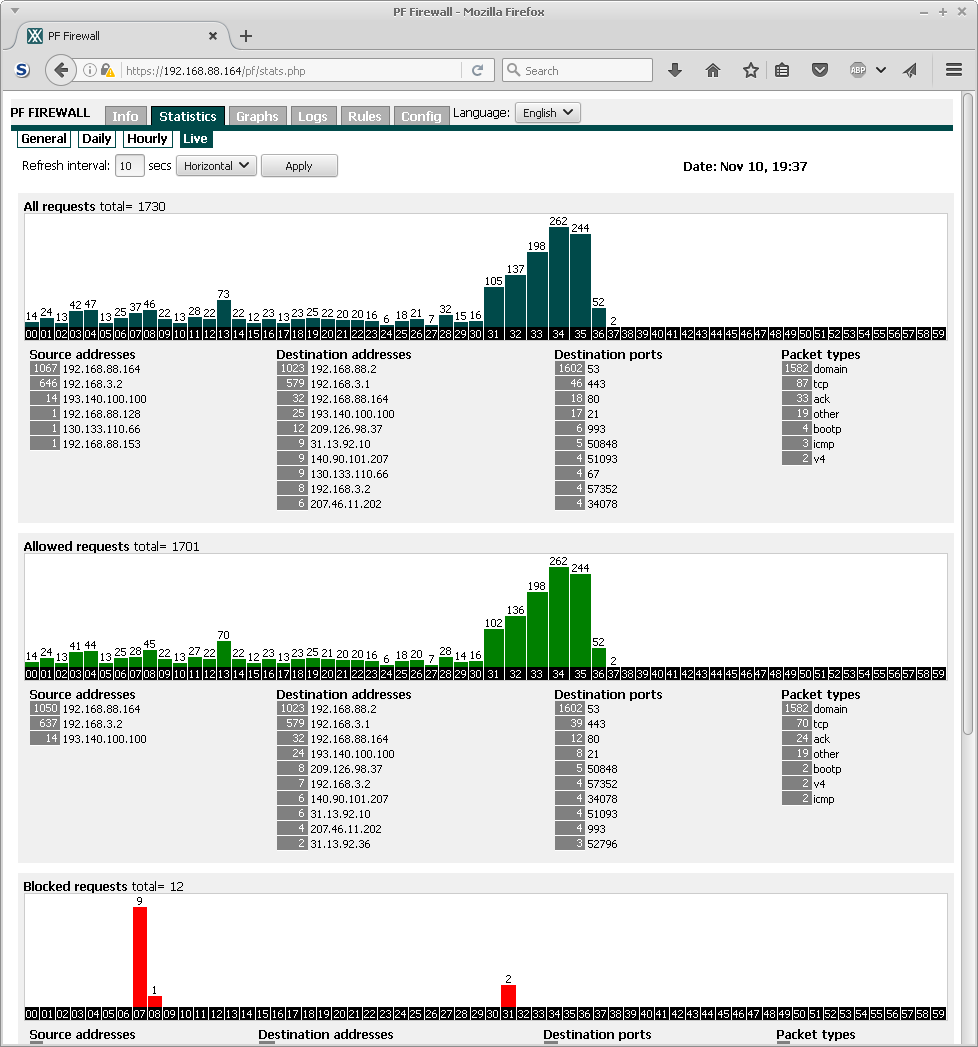 PF Firewall - Mozilla Firefox
PF Firewall
https://192.168.88.164/pf/stats.php
Search
ABP
PF FIREWALL Info Statistics Graphs Logs Rules Config Language: English
General Daily Hourly Live
Refresh interval: 10 secs Horizontal Apply Date: Nov 10, 19:37
All requests total= 1730
14 24 13 42 47 13 25 37 46 22 13 28 22 73 22 12 23 13 23 25 22 20 20 16 6 18 21 7 32 15 16 105 137 198 262 244 52 2
00 01 02 03 04 05 06 07 08 09 10 11 12 13 14 15 16 17 18 19 20 21 22 23 24 25 26 27 28 29 30 31 32 33 34 35 36 37 38 39 40 41 42 43 44 45 46 47 48 49 50 51 52 53 54 55 56 57 58 59
Source addresses Destination addresses Destination ports Packet types
1067 192.168.88.164 1023 192.168.88.2 1602 53 1582 domain
646 192.168.3.2 579 192.168.3.1 46 443 87 tcp
14 193.140.100.100 32 192.168.88.164 18 80 33 ack
1 192.168.88.128 25 193.140.100.100 17 21 19 other
1 130.133.110.66 12 209.126.98.37 6 993 4 bootp
1 192.168.88.153 9 31.13.92.10 5 50848 3 icmp
9 140.90.101.207 4 51093 2 v4
9 130.133.110.66 4 67
8 192.168.3.2 4 57352
6 207.46.11.202 4 34078
Allowed requests total= 1701
14 24 13 41 44 13 25 28 45 22 13 27 22 70 22 12 23 13 23 25 21 20 20 16 6 18 20 7 28 14 16 102 136 198 262 244 52 2
00 01 02 03 04 05 06 07 08 09 10 11 12 13 14 15 16 17 18 19 20 21 22 23 24 25 26 27 28 29 30 31 32 33 34 35 36 37 38 39 40 41 42 43 44 45 46 47 48 49 50 51 52 53 54 55 56 57 58 59
Source addresses Destination addresses Destination ports Packet types
1050 192.168.88.164 1023 192.168.88.2 1602 53 1582 domain
637 192.168.3.2 579 192.168.3.1 39 443 70 tcp
14 193.140.100.100 32 192.168.88.164 12 80 24 ack
24 193.140.100.100 8 21 19 other
8 209.126.98.37 5 50848 2 bootp
7 192.168.3.2 4 57352 2 v4
6 140.90.101.207 4 34078 2 icmp
6 31.13.92.10 4 51093
4 207.46.11.202 4 993
2 31.13.92.36 3 52796
Blocked requests total= 12
9 1 2
00 01 02 03 04 05 06 07 08 09 10 11 12 13 14 15 16 17 18 19 20 21 22 23 24 25 26 27 28 29 30 31 32 33 34 35 36 37 38 39 40 41 42 43 44 45 46 47 48 49 50 51 52 53 54 55 56 57 58 59
Source addresses Destination addresses Destination ports Packet types